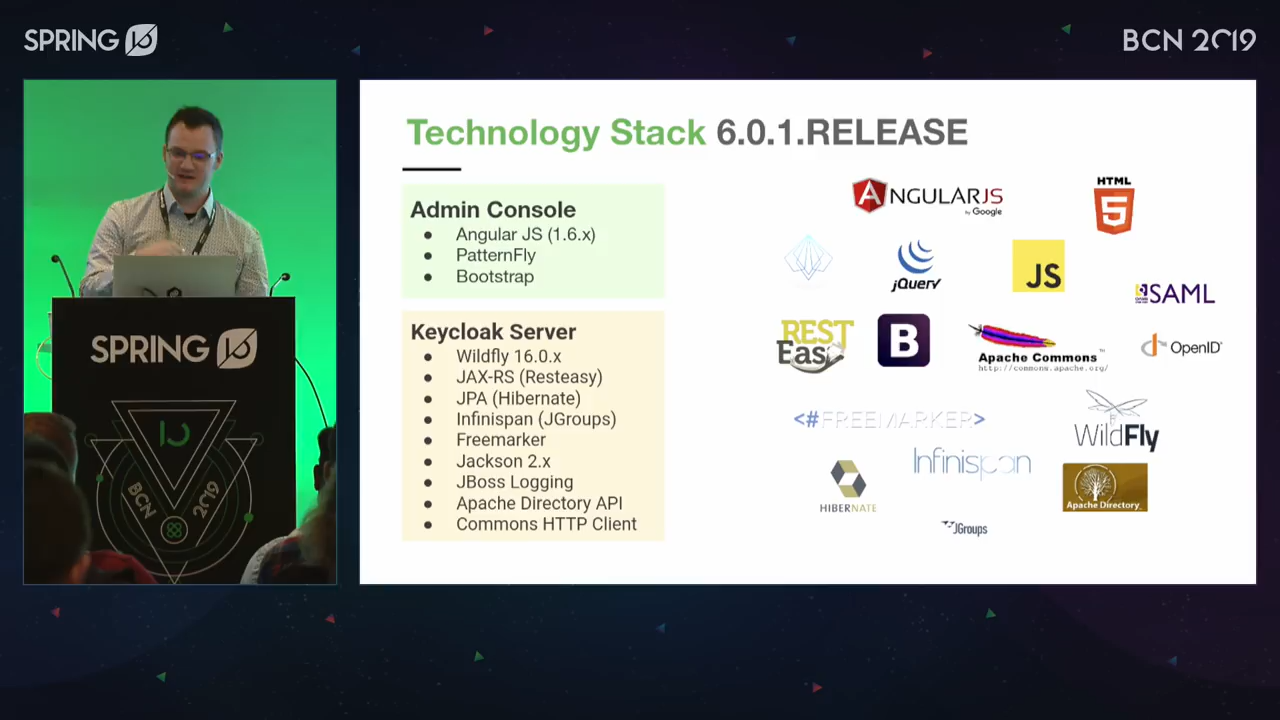 SPRING IO
BCN 2019
Technology Stack 6.0.1.RELEASE
Admin Console
● Angular JS (1.6.x)
● PatternFly
● Bootstrap
Keycloak Server
● Wildfly 16.0.x
● JAX-RS (Resteasy)
● JPA (Hibernate)
● Infinispan (JGroups)
● Freemarker
● Jackson 2.x
● JBoss Logging
● Apache Directory API
● Commons HTTP Client
ANGULARJS
by Google
HTML
5
jQuery
JS
SAML
REST
Easy
B
Apache Commons™
http://commons.apache.org/
OpenID
<#FREEMARKER>
WildFly
Infinispan
HIBERNATE
Apache Directory
JGroups
SPRING IO
IO
BCN 2019